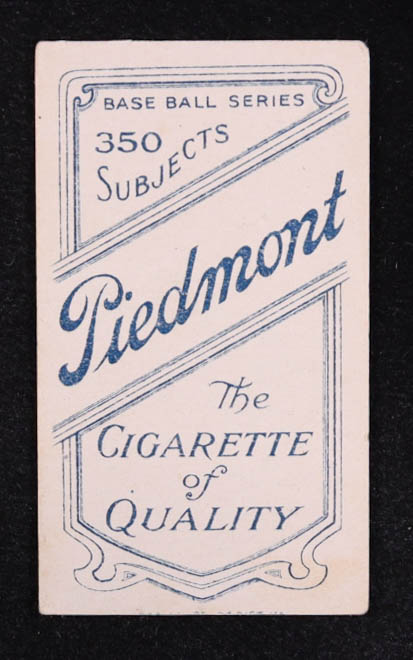 BASE BALL SERIES
350
SUBJECTS
Piedmont
The
CIGARETTE
of
QUALITY